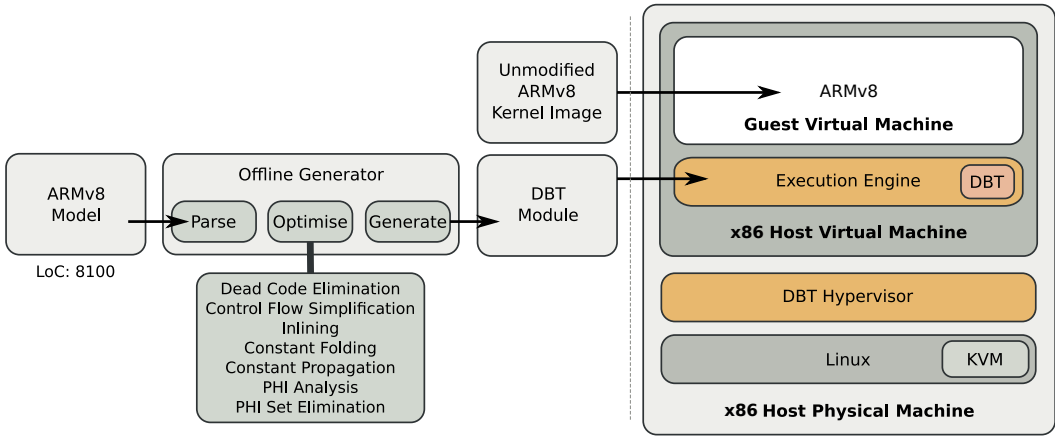 ARMv8
Model
LoC: 8100
Offline Generator
Parse
Optimise
Generate
Dead Code Elimination
Control Flow Simplification
Inlining
Constant Folding
Constant Propagation
PHI Analysis
PHI Set Elimination
Unmodified
ARMv8
Kernel Image
DBT
Module
ARMv8
Guest Virtual Machine
Execution Engine
DBT
x86 Host Virtual Machine
DBT Hypervisor
Linux
KVM
x86 Host Physical Machine